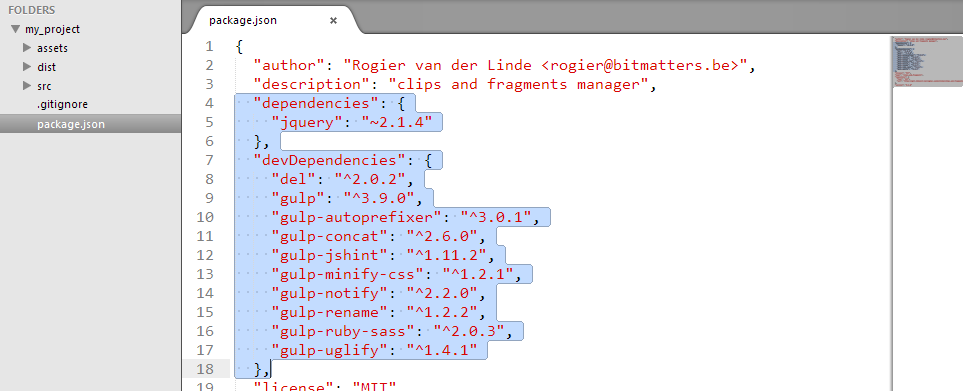 FOLDERS
my_project
assets
dist
src
.gitignore
package.json
package.json ×
1 {
2 "author": "Rogier van der Linde <rogier@bitmatters.be>",
3 "description": "clips and fragments manager",
4 "dependencies": {
5 "jquery": "~2.1.4"
6 },
7 "devDependencies": {
8 "del": "^2.0.2",
9 "gulp": "^3.9.0",
10 "gulp-autoprefixer": "^3.0.1",
11 "gulp-concat": "^2.6.0",
12 "gulp-jshint": "^1.11.2",
13 "gulp-minify-css": "^1.2.1",
14 "gulp-notify": "^2.2.0",
15 "gulp-rename": "^1.2.2",
16 "gulp-ruby-sass": "^2.0.3",
17 "gulp-uglify": "^1.4.1"
18 },
19 "license": "MIT"